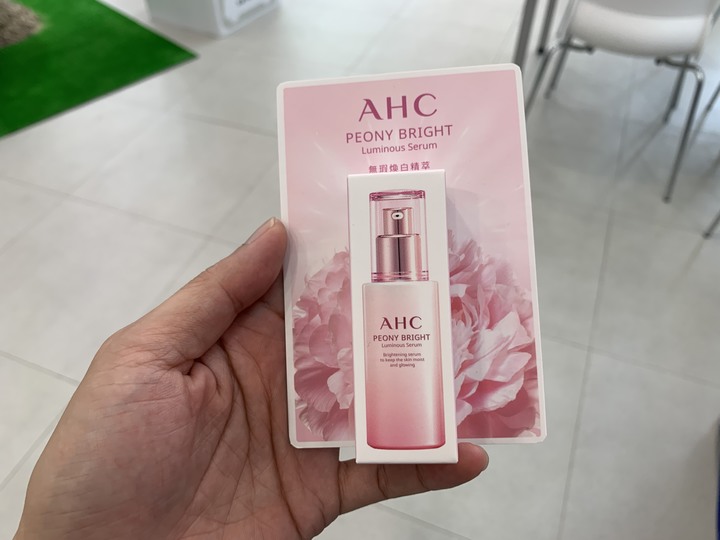 AHC
PEONY BRIGHT
Luminous Serum
無瑕煥白精萃
AHC
PEONY BRIGHT
Luminous Serum
Brightening serum
to keep the skin moist
and glowing